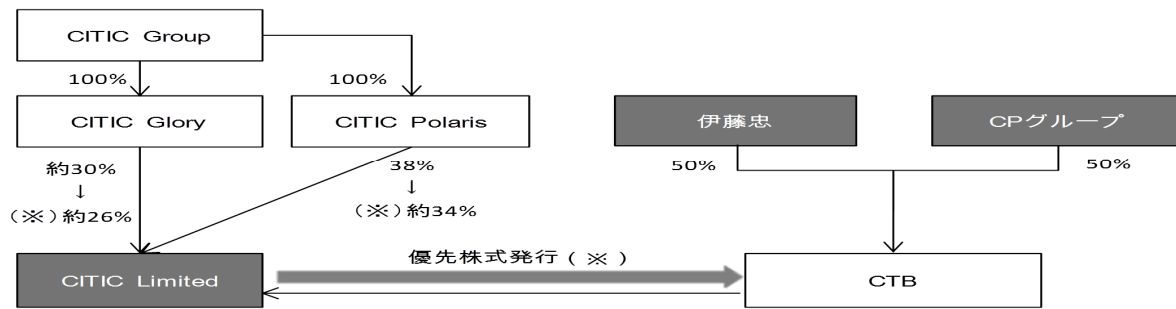 CITIC Group
100%
100%
CITIC Glory
CITIC Polaris
伊藤忠
CPグループ
約30%
↓
(※)約26%
38%
↓
(※)約34%
50%
50%
優先株式発行(※)
CITIC Limited
CTB